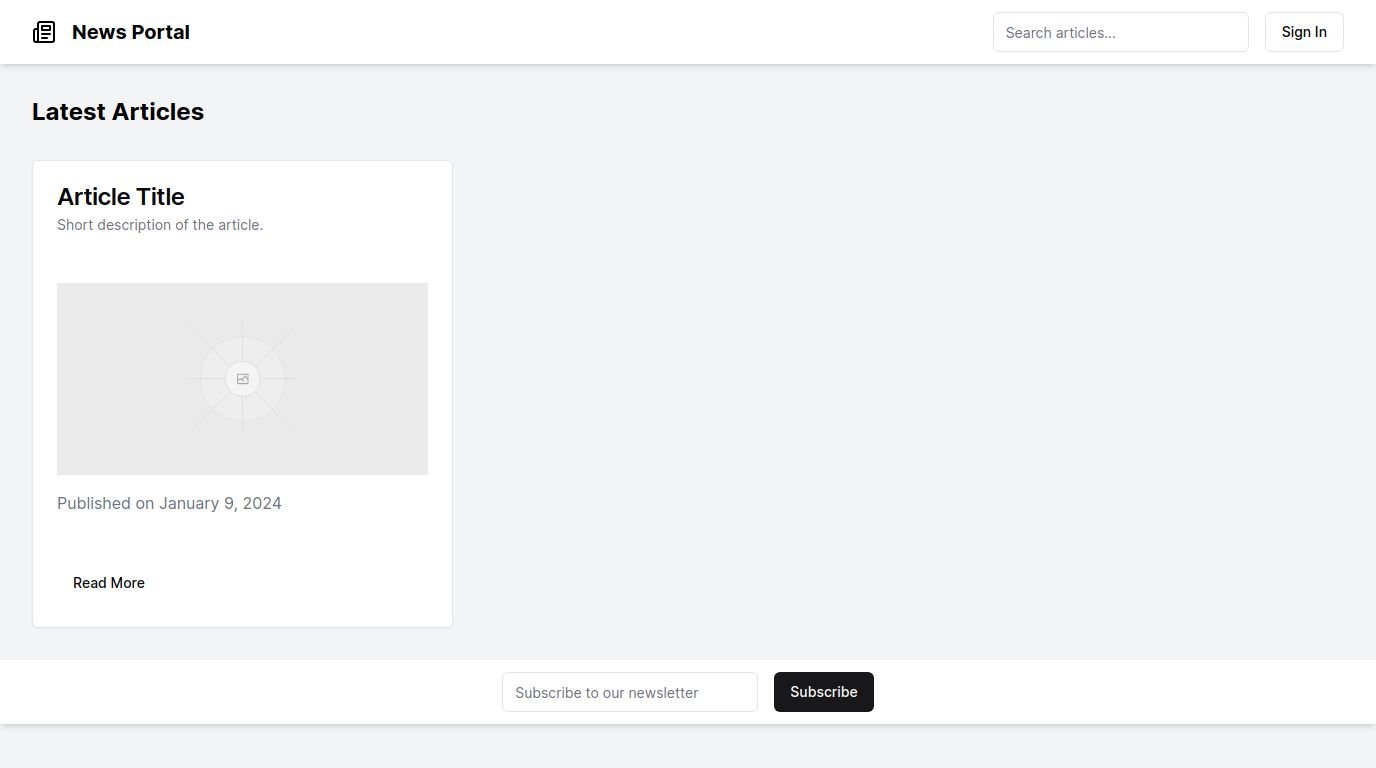 News Portal
Search articles...
Sign In
Latest Articles
Article Title
Short description of the article.
Published on January 9, 2024
Read More
Subscribe to our newsletter
Subscribe